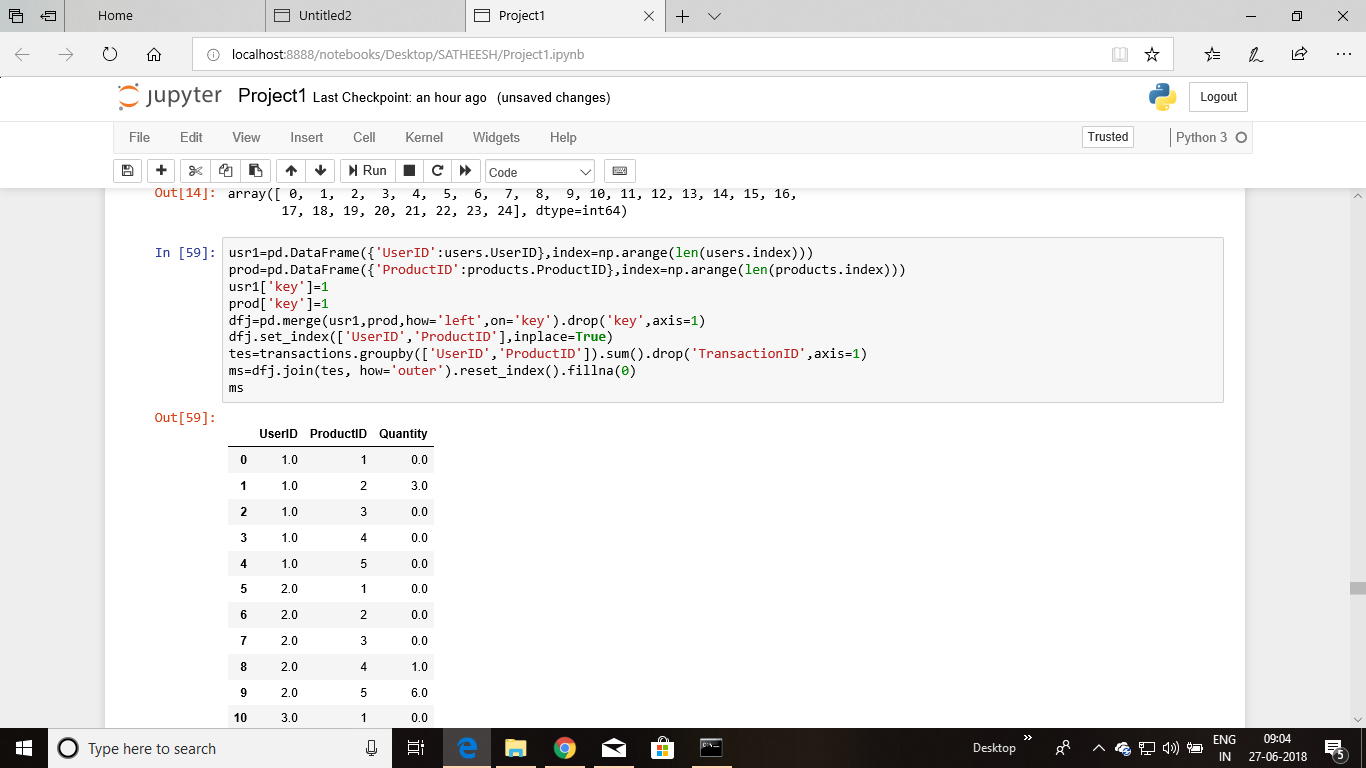 Home
Untitled2
Project1
localhost:8888/notebooks/Desktop/SATHEESH/Project1.ipynb
jupyter Project1 Last Checkpoint: an hour ago (unsaved changes)
Logout
File Edit View Insert Cell Kernel Widgets Help
Trusted Python 3
Run Code
Out[14]: array([ 0, 1, 2, 3, 4, 5, 6, 7, 8, 9, 10, 11, 12, 13, 14, 15, 16,
17, 18, 19, 20, 21, 22, 23, 24], dtype=int64)
In [59]: usr1=pd.DataFrame({'UserID':users.UserID},index=np.arange(len(users.index)))
prod=pd.DataFrame({'ProductID':products.ProductID},index=np.arange(len(products.index)))
usr1['key']=1
prod['key']=1
dfj=pd.merge(usr1,prod,how='left',on='key').drop('key',axis=1)
dfj.set_index(['UserID','ProductID'],inplace=True)
tes=transactions.groupby(['UserID','ProductID']).sum().drop('TransactionID',axis=1)
ms=dfj.join(tes, how='outer').reset_index().fillna(0)
ms
Out[59]:
UserID ProductID Quantity
0 1.0 1 0.0
1 1.0 2 3.0
2 1.0 3 0.0
3 1.0 4 0.0
4 1.0 5 0.0
5 2.0 1 0.0
6 2.0 2 0.0
7 2.0 3 0.0
8 2.0 4 1.0
9 2.0 5 6.0
10 3.0 1 0.0
Type here to search
Desktop
ENG
IN
09:04
27-06-2018
5